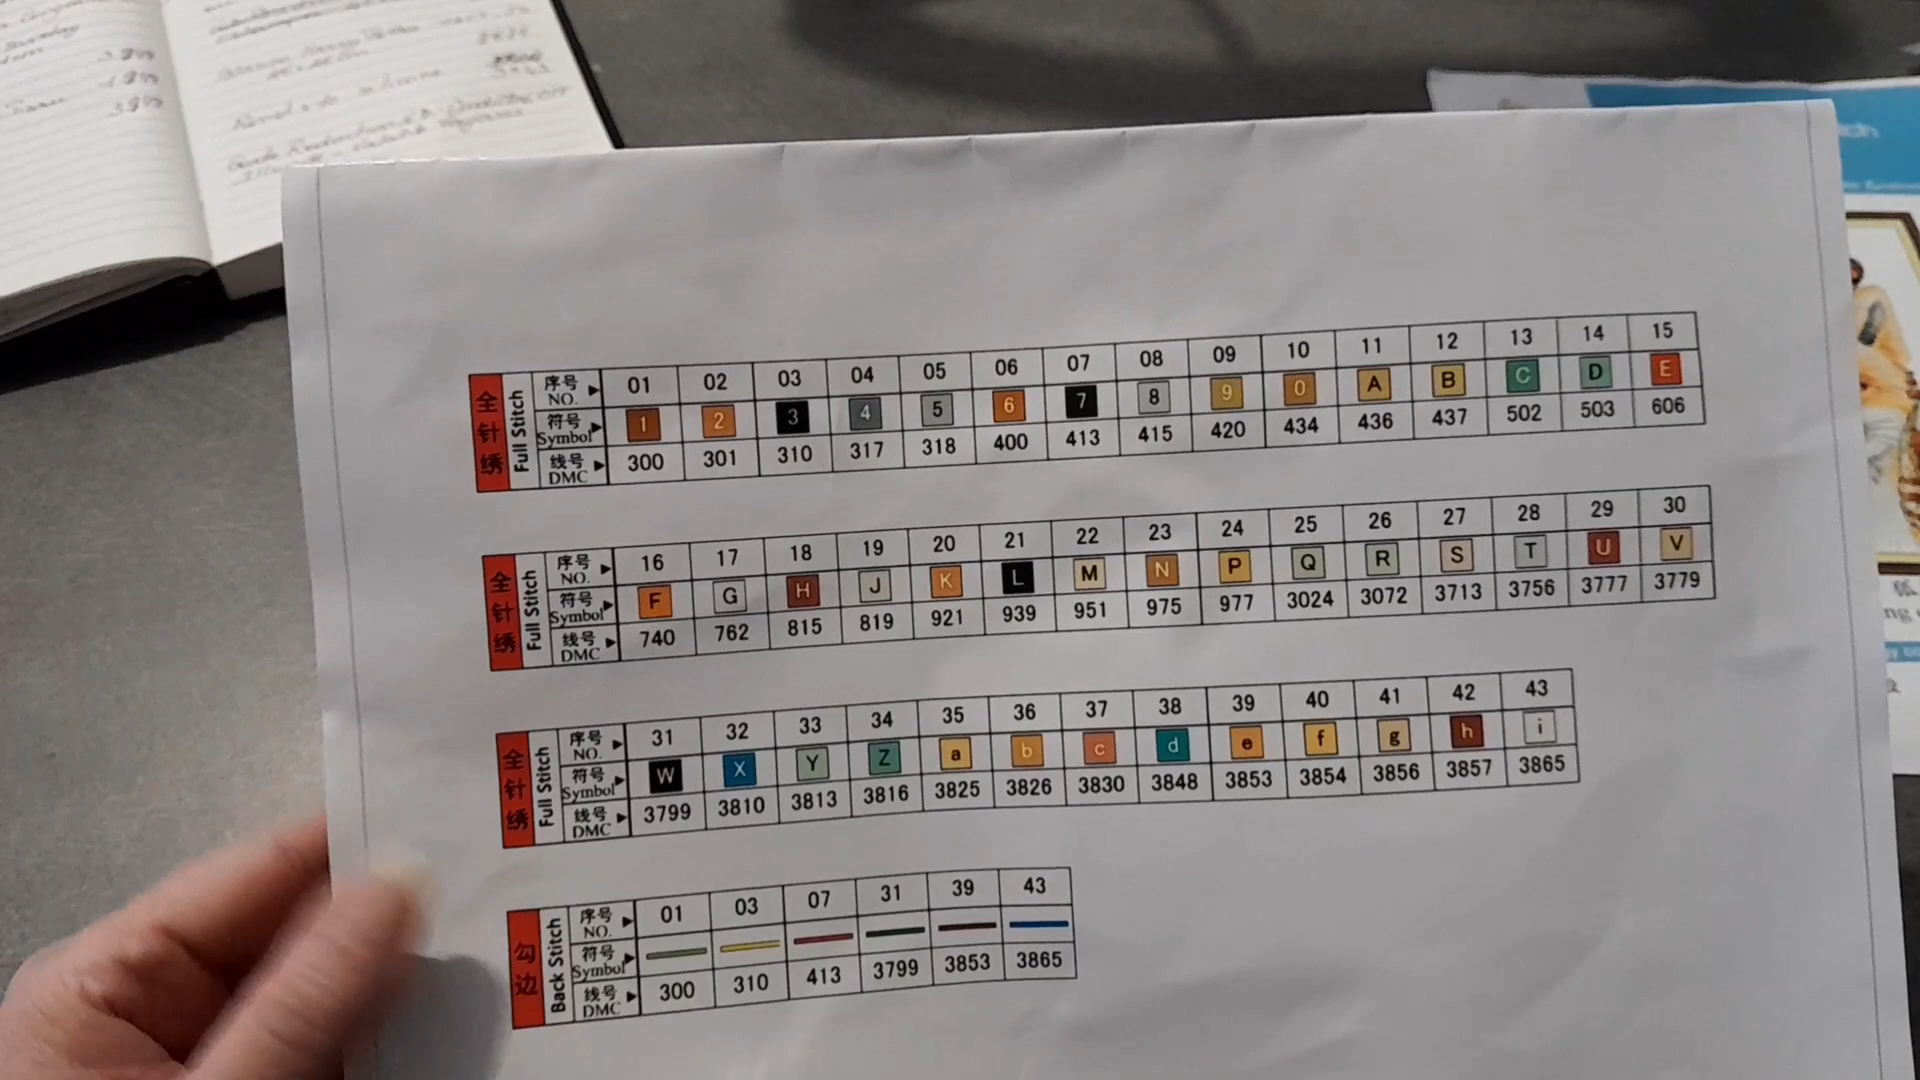 全针绣 Full Stitch
序号 NO. ▶ 01 02 03 04 05 06 07 08 09 10 11 12 13 14 15
符号 Symbol ▶ 1 2 3 4 5 6 7 8 9 0 A B C D E
线号 DMC ▶ 300 301 310 317 318 400 413 415 420 434 436 437 502 503 606
全针绣 Full Stitch
序号 NO. ▶ 16 17 18 19 20 21 22 23 24 25 26 27 28 29 30
符号 Symbol ▶ F G H J K L M N P Q R S T U V
线号 DMC ▶ 740 762 815 819 921 939 951 975 977 3024 3072 3713 3756 3777 3779
全针绣 Full Stitch
序号 NO. ▶ 31 32 33 34 35 36 37 38 39 40 41 42 43
符号 Symbol ▶ W X Y Z a b c d e f g h i
线号 DMC ▶ 3799 3810 3813 3816 3825 3826 3830 3848 3853 3854 3856 3857 3865
勾边 Back Stitch
序号 NO. ▶ 01 03 07 31 39 43
符号 Symbol ▶
线号 DMC ▶ 300 310 413 3799 3853 3865